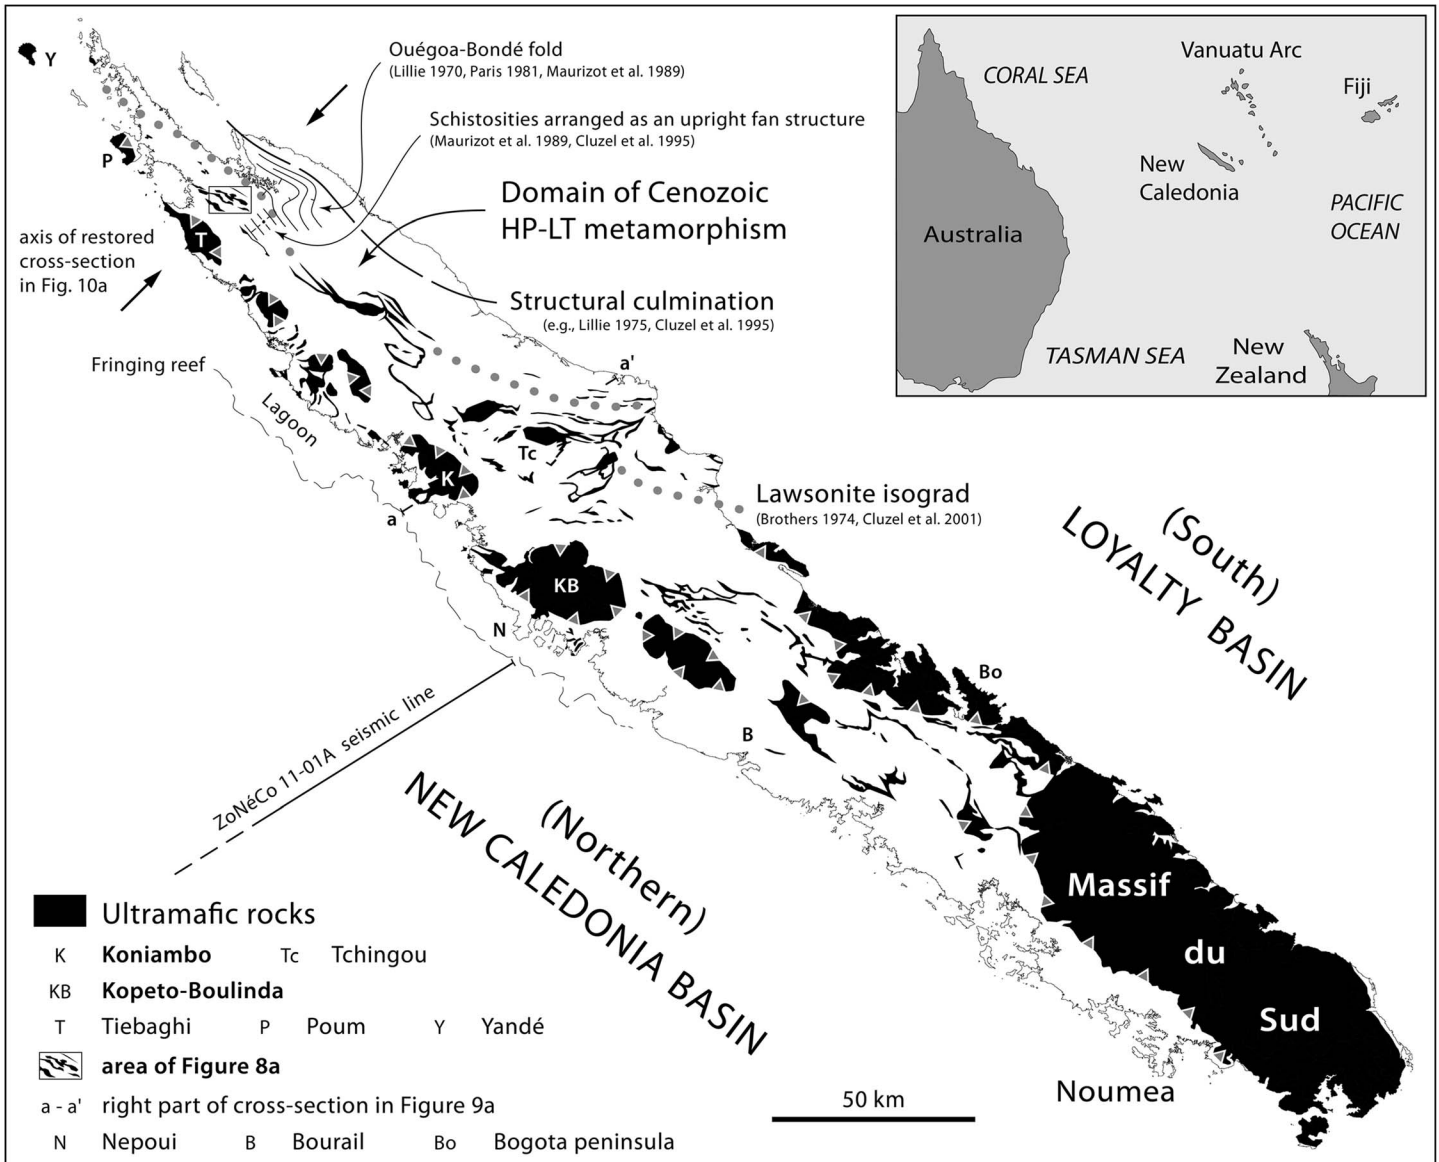 Y
Ouégoa-Bondé fold
(Lillie 1970, Paris 1981, Maurizot et al. 1989)
Schistosities arranged as an upright fan structure
(Maurizot et al. 1989, Cluzel et al. 1995)
P
Domain of Cenozoic
HP-LT metamorphism
T
axis of restored
cross-section
in Fig. 10a
Structural culmination
(e.g., Lillie 1975, Cluzel et al. 1995)
Fringing reef
Lagoon
a'
Tc
K
a
Lawsonite isograd
(Brothers 1974, Cluzel et al. 2001)
KB
N
Bo
B
ZoNéCo 11-01A seismic line
(South)
LOYALTY BASIN
(Northern)
NEW CALEDONIA BASIN
Massif
du
Sud
Noumea
50 km
CORAL SEA
Vanuatu Arc
Fiji
New
Caledonia
PACIFIC
OCEAN
Australia
TASMAN SEA
New
Zealand
Ultramafic rocks
K Koniambo Tc Tchingou
KB Kopeto-Boulinda
T Tiebaghi P Poum Y Yandé
area of Figure 8a
a - a' right part of cross-section in Figure 9a
N Nepoui B Bourail Bo Bogota peninsula